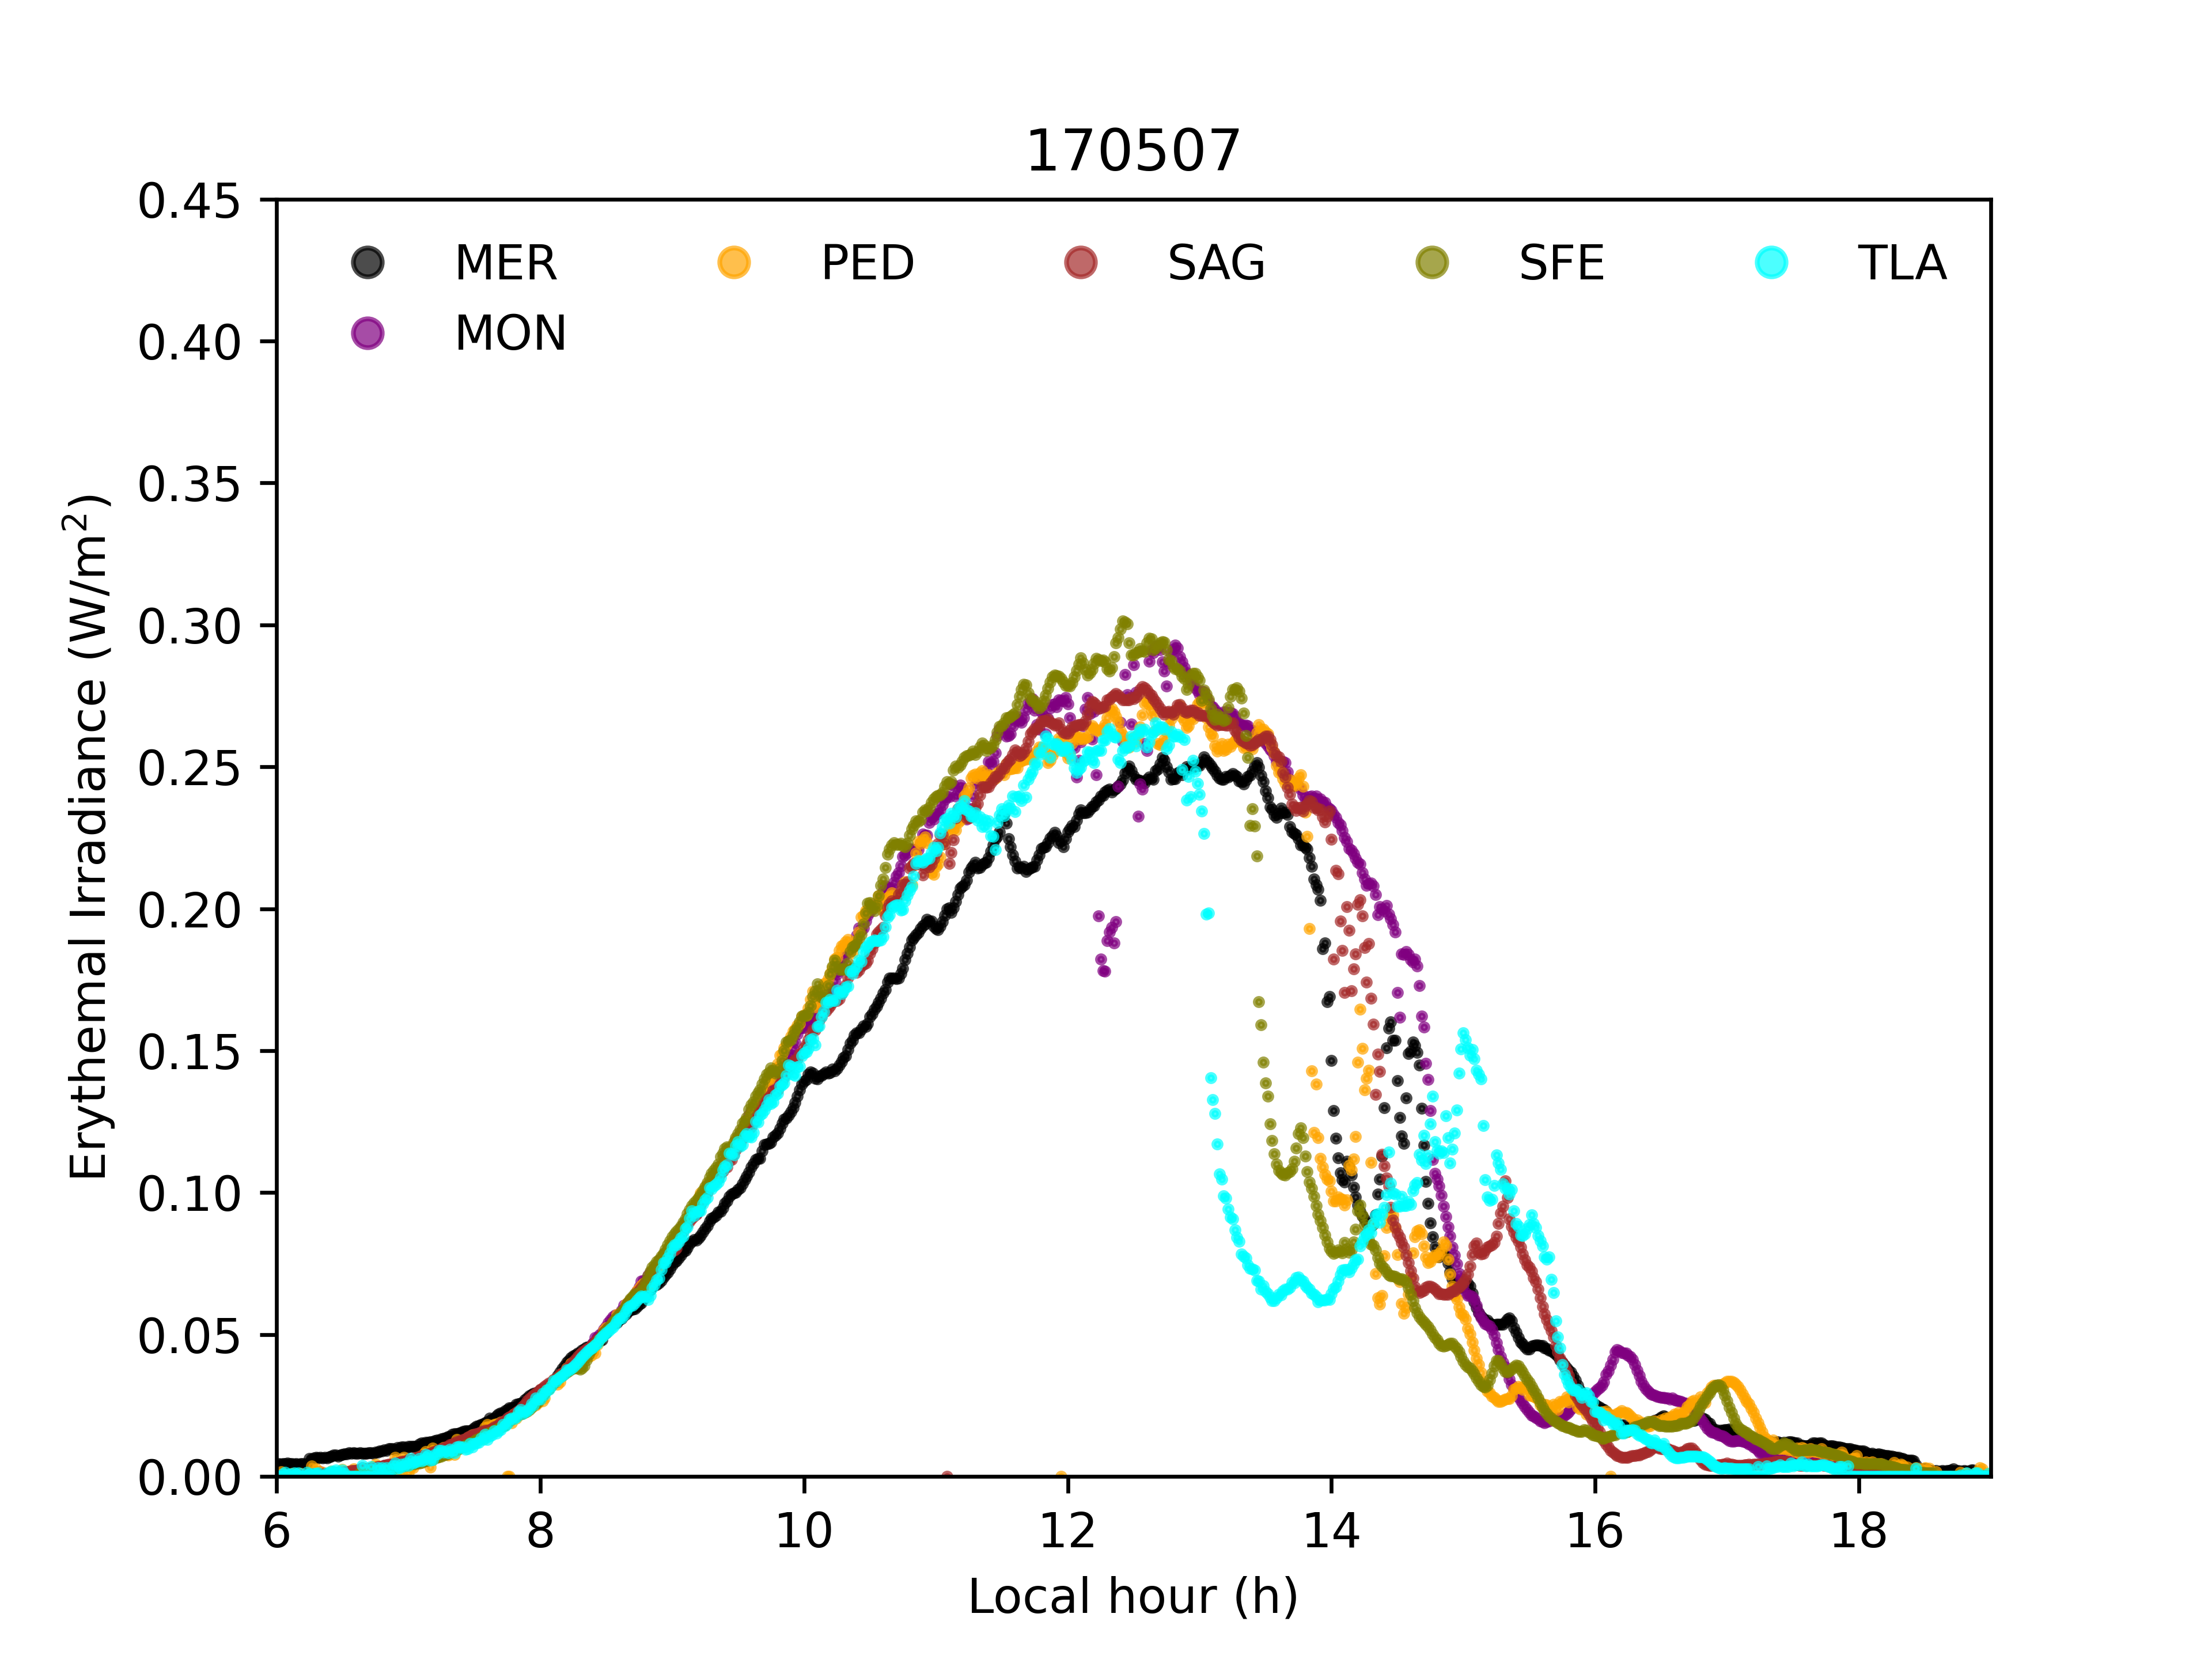 170507
0.45
0.40
0.35
0.30
0.25
0.20
0.15
0.10
0.05
0.00
Erythemal Irradiance (W/m²)
MER PED SAG SFE TLA
MON
6 8 10 12 14 16 18
Local hour (h)